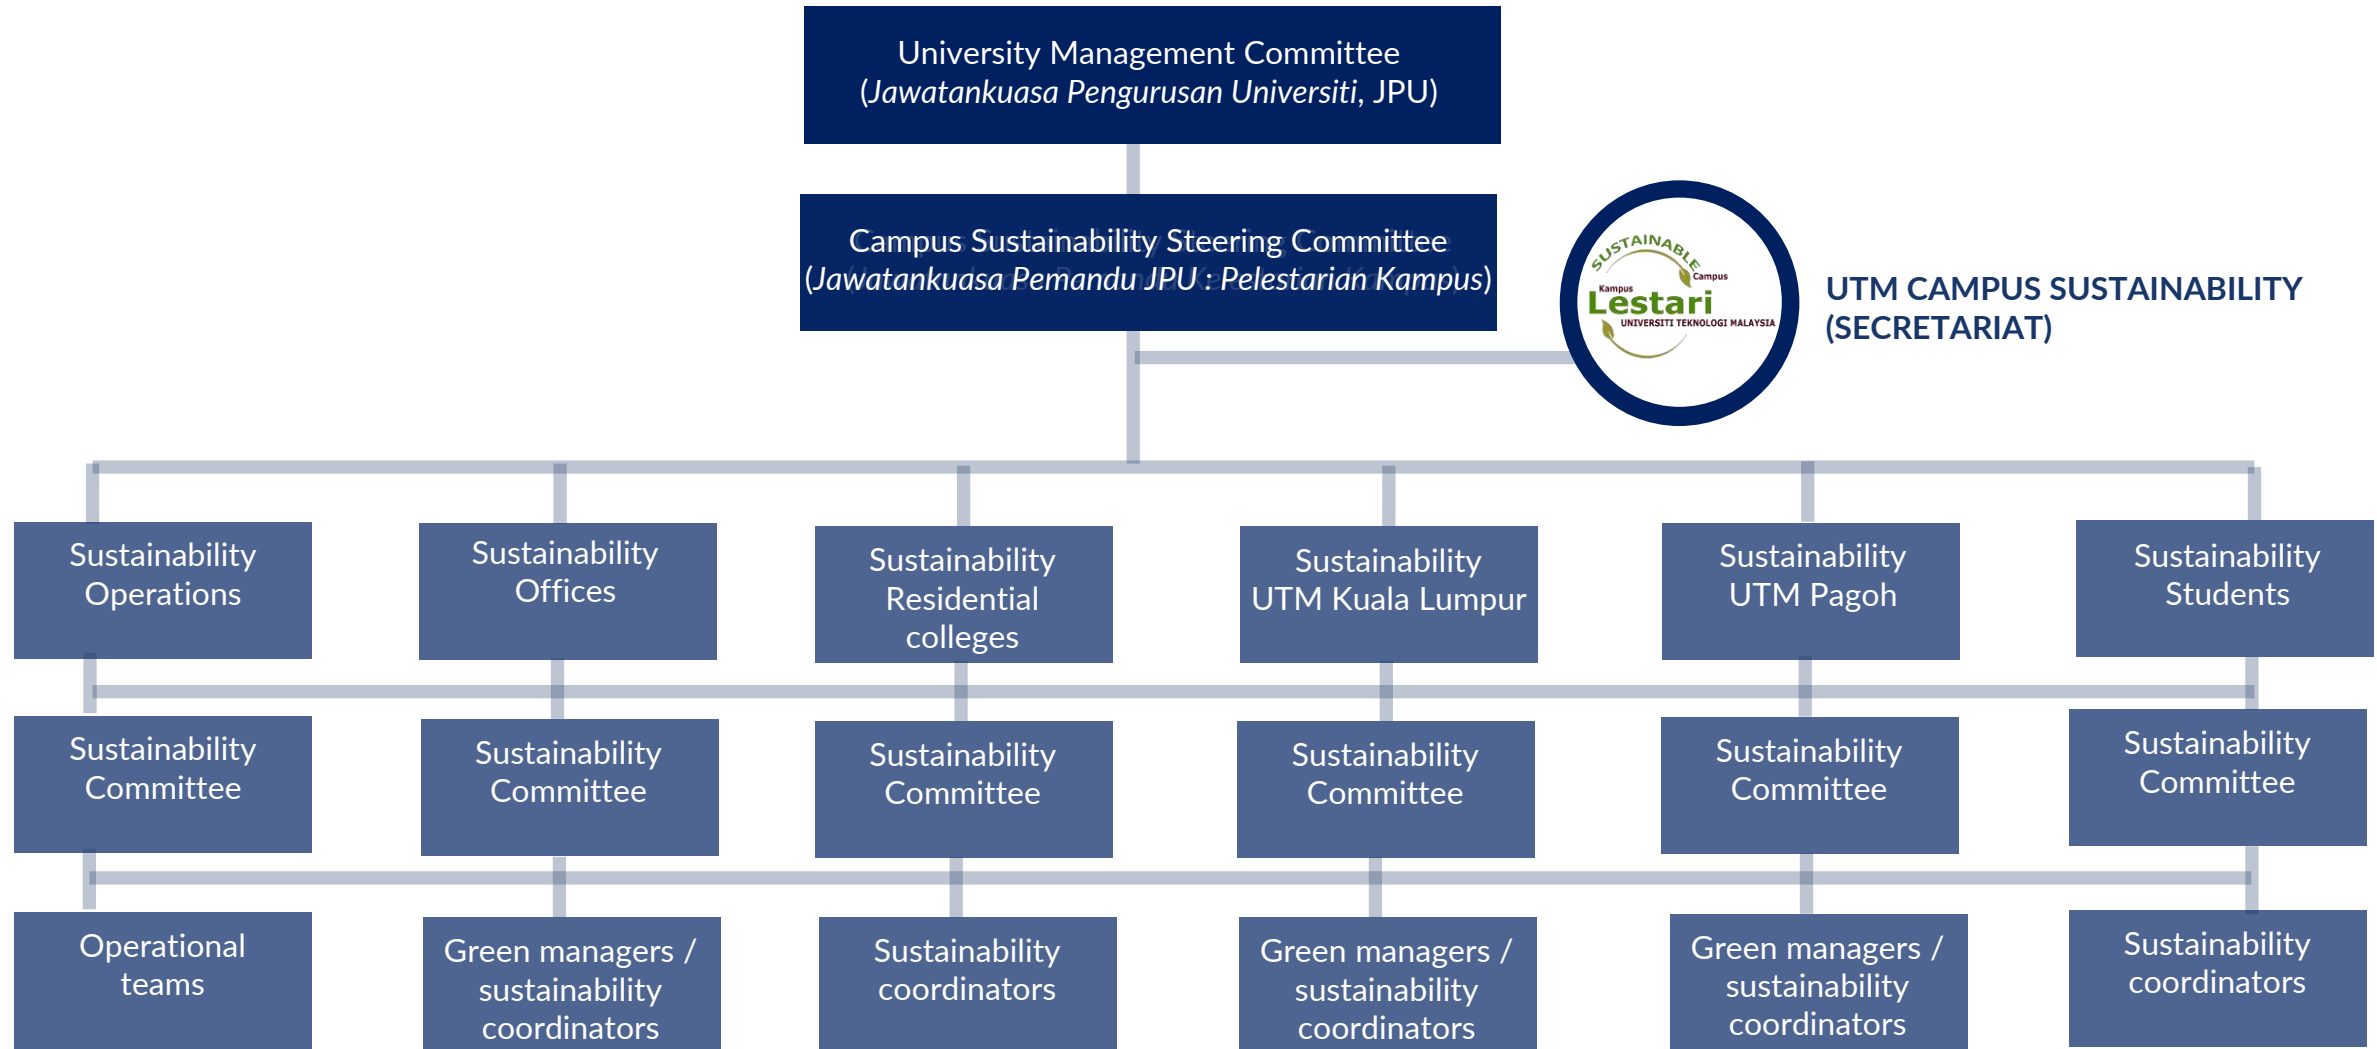 University Management Committee
(Jawatankuasa Pengurusan Universiti, JPU)
Campus Sustainability Steering Committee
(Jawatankuasa Pemandu JPU : Pelestarian Kampus)
SUSTAINABLE
Campus
Kampus
Lestari
UNIVERSITI TEKNOLOGI MALAYSIA
UTM CAMPUS SUSTAINABILITY
(SECRETARIAT)
Sustainability
Operations
Sustainability
Offices
Sustainability
Residential
colleges
Sustainability
UTM Kuala Lumpur
Sustainability
UTM Pagoh
Sustainability
Students
Sustainability
Committee
Sustainability
Committee
Sustainability
Committee
Sustainability
Committee
Sustainability
Committee
Sustainability
Committee
Operational
teams
Green managers /
sustainability
coordinators
Sustainability
coordinators
Green managers /
sustainability
coordinators
Green managers /
sustainability
coordinators
Sustainability
coordinators